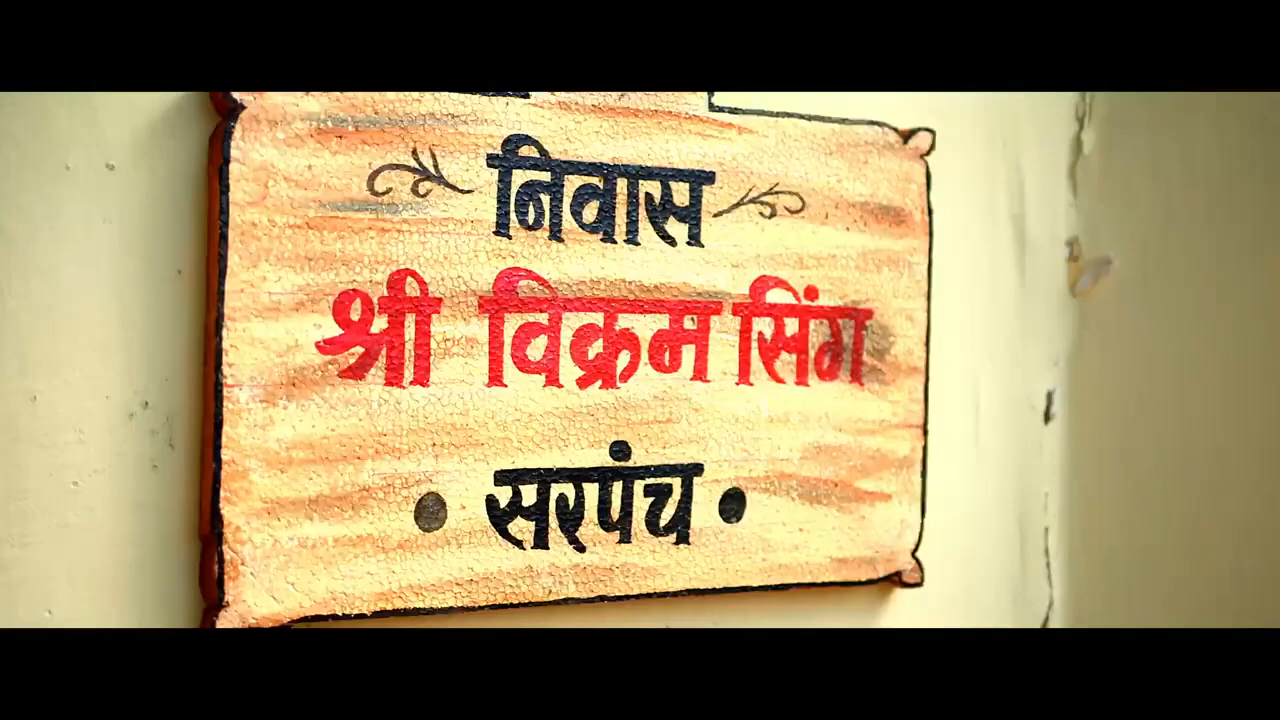 निवास
श्री विक्रम सिंग
• सरपंच •